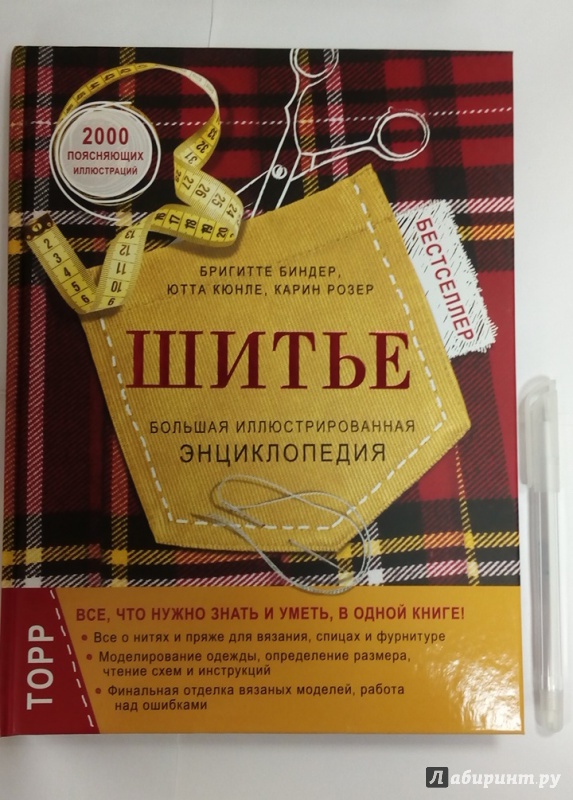 2000
ПОЯСНЯЮЩИХ
ИЛЛЮСТРАЦИЙ
БЕСТСЕЛЛЕР
БРИГИТТЕ БИНДЕР,
ЮТТА КЮНЛЕ, КАРИН РОЗЕР
ШИТЬЕ
БОЛЬШАЯ ИЛЛЮСТРИРОВАННАЯ
ЭНЦИКЛОПЕДИЯ
ТОРР
ВСЕ, ЧТО НУЖНО ЗНАТЬ И УМЕТЬ, В ОДНОЙ КНИГЕ!
• Все о нитях и пряже для вязания, спицах и фурнитуре
• Моделирование одежды, определение размера,
чтение схем и инструкций
• Финальная отделка вязаных моделей, работа
над ошибками
Лабиринт.ру